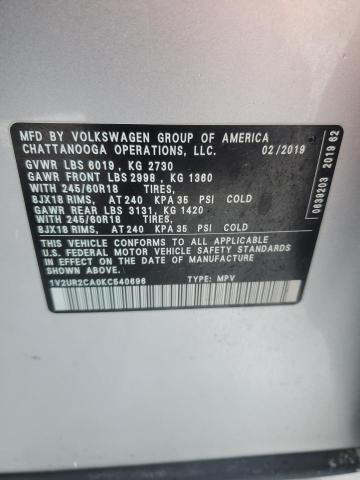 MFD BY VOLKSWAGEN GROUP OF AMERICA
CHATTANOOGA OPERATIONS, LLC. 02/2019
GVWR LBS 6019, KG 2730
GAWR FRONT LBS 2998, KG 1360
WITH 245/60R18 TIRES,
8JX18 RIMS, AT 240 KPA 35 PSI COLD
GAWR REAR LBS 3131, KG 1420
WITH 245/60R18 TIRES,
8JX18 RIMS, AT 240 KPA 35 PSI COLD
THIS VEHICLE CONFORMS TO ALL APPLICABLE
U.S. FEDERAL MOTOR VEHICLE SAFETY STANDARDS
IN EFFECT ON THE DATE OF MANUFACTURE
SHOWN ABOVE
1V2UR2CA0KC540696 TYPE: MPV
0639203 2019 62